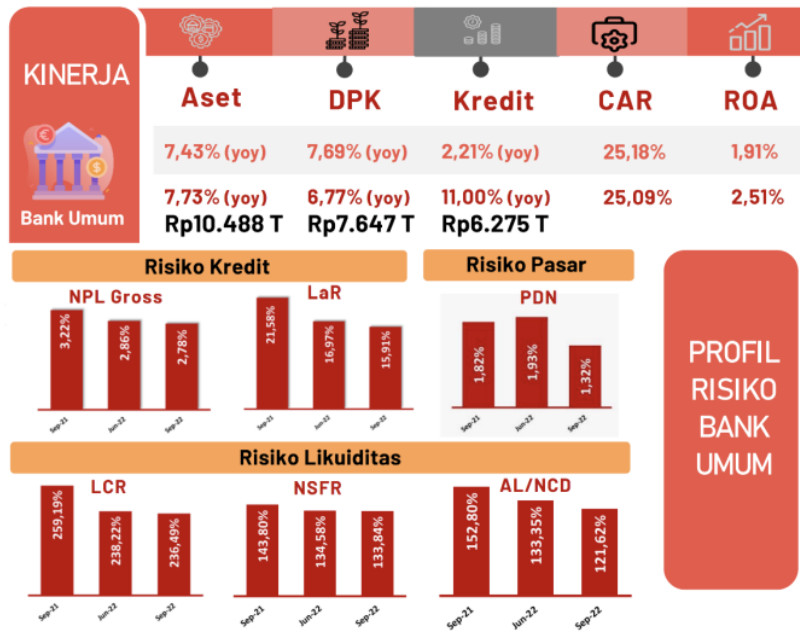 KINERJA
Bank Umum
Aset DPK Kredit CAR ROA
7,43% (yoy) 7,69% (yoy) 2,21% (yoy) 25,18% 1,91%
7,73% (yoy) 6,77% (yoy) 11,00% (yoy) 25,09% 2,51%
Rp10.488 T Rp7.647 T Rp6.275 T
Risiko Kredit
NPL Gross
3,22% 2,86% 2,78%
Sep-21 Jun-22 Sep-22
LaR
21,58% 16,97% 15,91%
Sep-21 Jun-22 Sep-22
Risiko Pasar
PDN
1,82% 1,93% 1,32%
Sep-21 Jun-22 Sep-22
PROFIL
RISIKO
BANK
UMUM
Risiko Likuiditas
LCR
259,19% 238,22% 236,49%
Sep-21 Jun-22 Sep-22
NSFR
143,80% 134,58% 133,84%
Sep-21 Jun-22 Sep-22
AL/NCD
152,80% 133,35% 121,62%
Sep-21 Jun-22 Sep-22